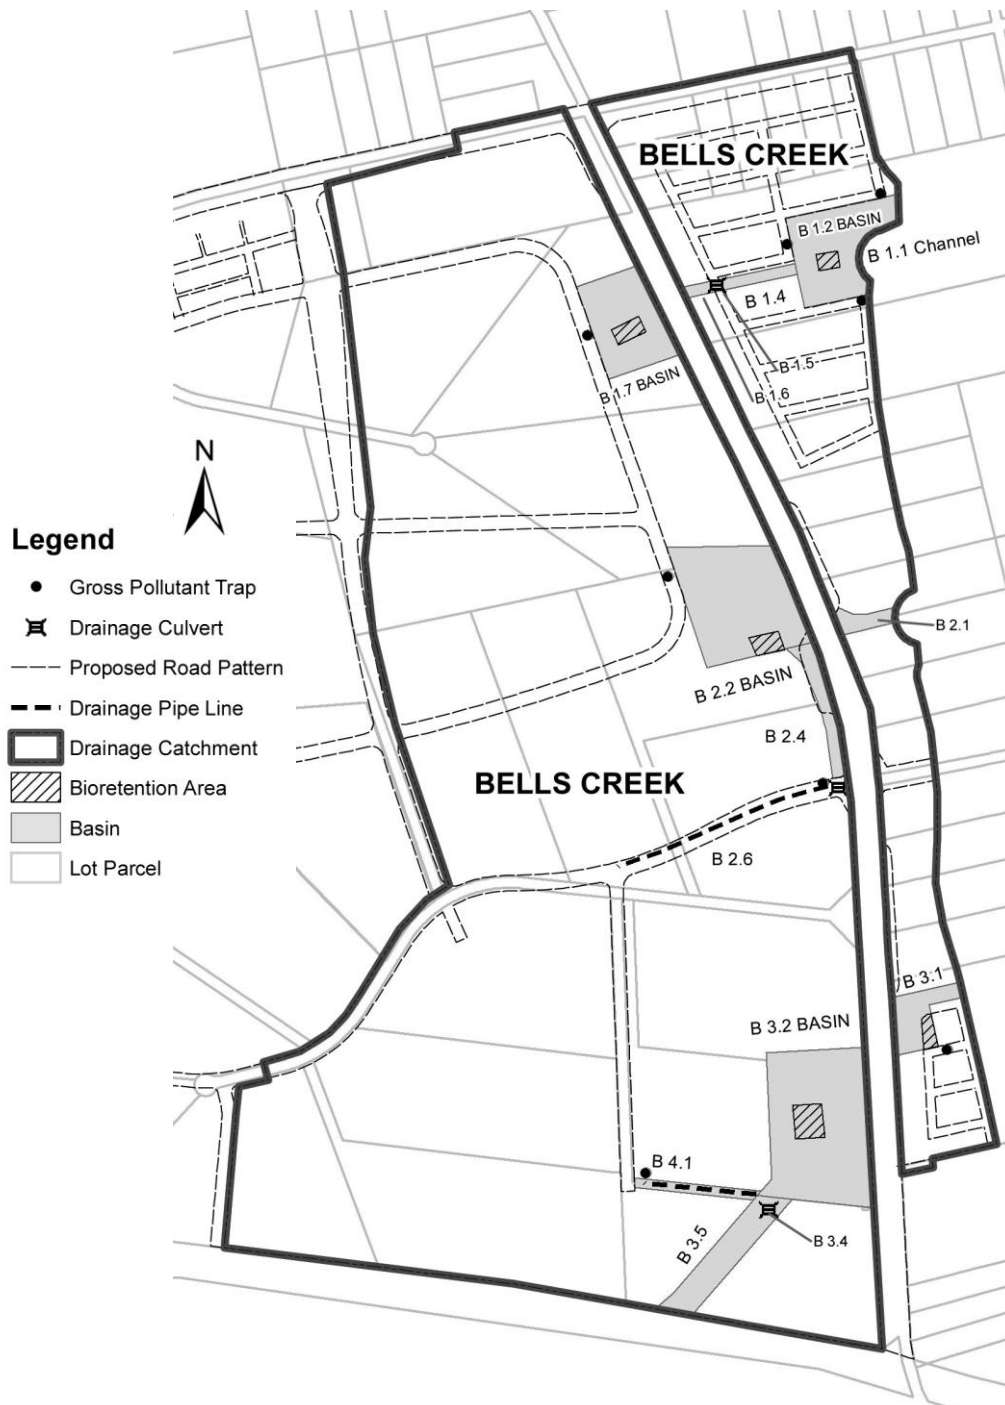 BELLS CREEK
B 1.2 BASIN
B 1.1 Channel
B 1.4
B 1.5
B 1.6
B 1.7 BASIN
N
Legend
Gross Pollutant Trap
Drainage Culvert
Proposed Road Pattern
Drainage Pipe Line
Drainage Catchment
Bioretention Area
Basin
Lot Parcel
B 2.1
B 2.2 BASIN
B 2.4
BELLS CREEK
B 2.6
B 3.1
B 3.2 BASIN
B 4.1
B 3.4
B 3.5